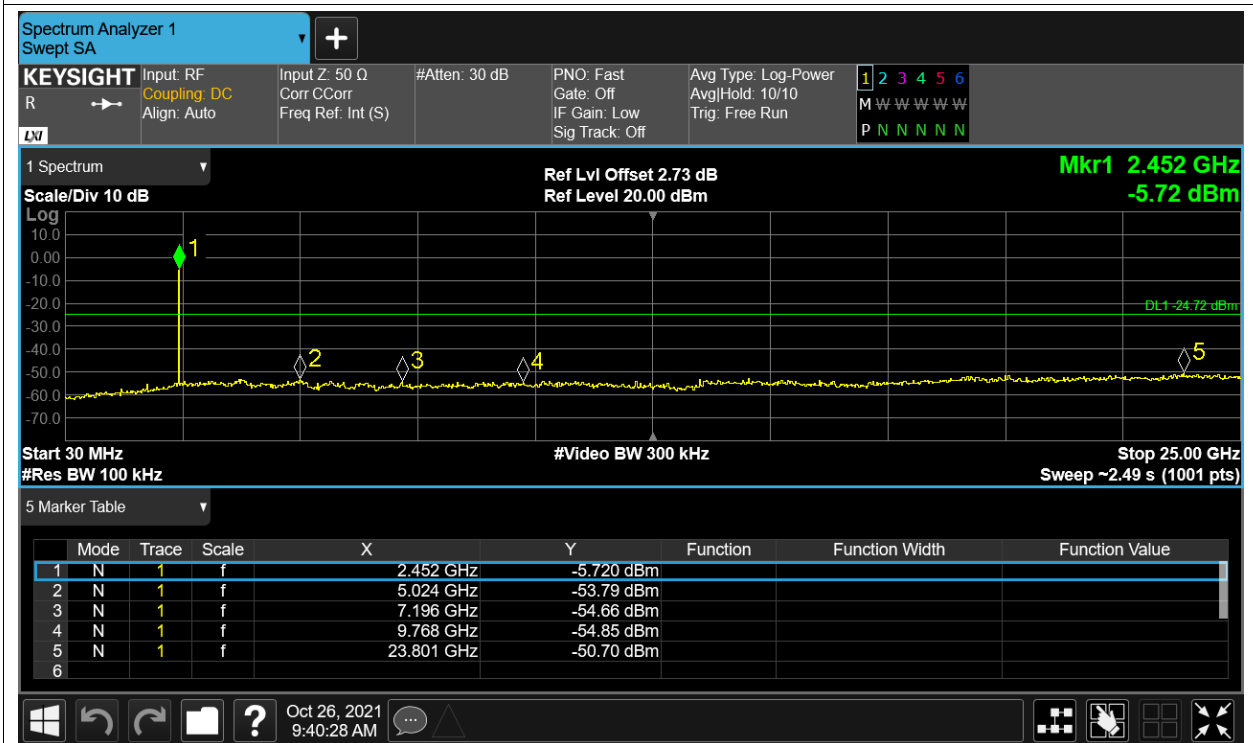 Spectrum Analyzer 1
Swept SA
+
KEYSIGHT Input: RF Input Z: 50 Ω #Atten: 30 dB PNO: Fast Avg Type: Log-Power 1 2 3 4 5 6
R Coupling: DC Corr CCorr Gate: Off Avg|Hold: 10/10 M W W W W W W
Align: Auto Freq Ref: Int (S) IF Gain: Low Trig: Free Run
LXI Sig Track: Off P N N N N N N
1 Spectrum Ref Lvl Offset 2.73 dB Mkr1 2.452 GHz
Scale/Div 10 dB Ref Level 20.00 dBm -5.72 dBm
Log
10.0
1
0.00
-10.0
-20.0
DL1 -24.72 dBm
-30.0
-40.0
2 3 4 5
-50.0
-60.0
-70.0
Start 30 MHz #Video BW 300 kHz Stop 25.00 GHz
#Res BW 100 kHz Sweep ~2.49 s (1001 pts)
5 Marker Table
Mode Trace Scale X Y Function Function Width Function Value
1 N 1 f 2.452 GHz -5.720 dBm
2 N 1 f 5.024 GHz -53.79 dBm
3 N 1 f 7.196 GHz -54.66 dBm
4 N 1 f 9.768 GHz -54.85 dBm
5 N 1 f 23.801 GHz -50.70 dBm
6
? Oct 26, 2021
9:40:28 AM